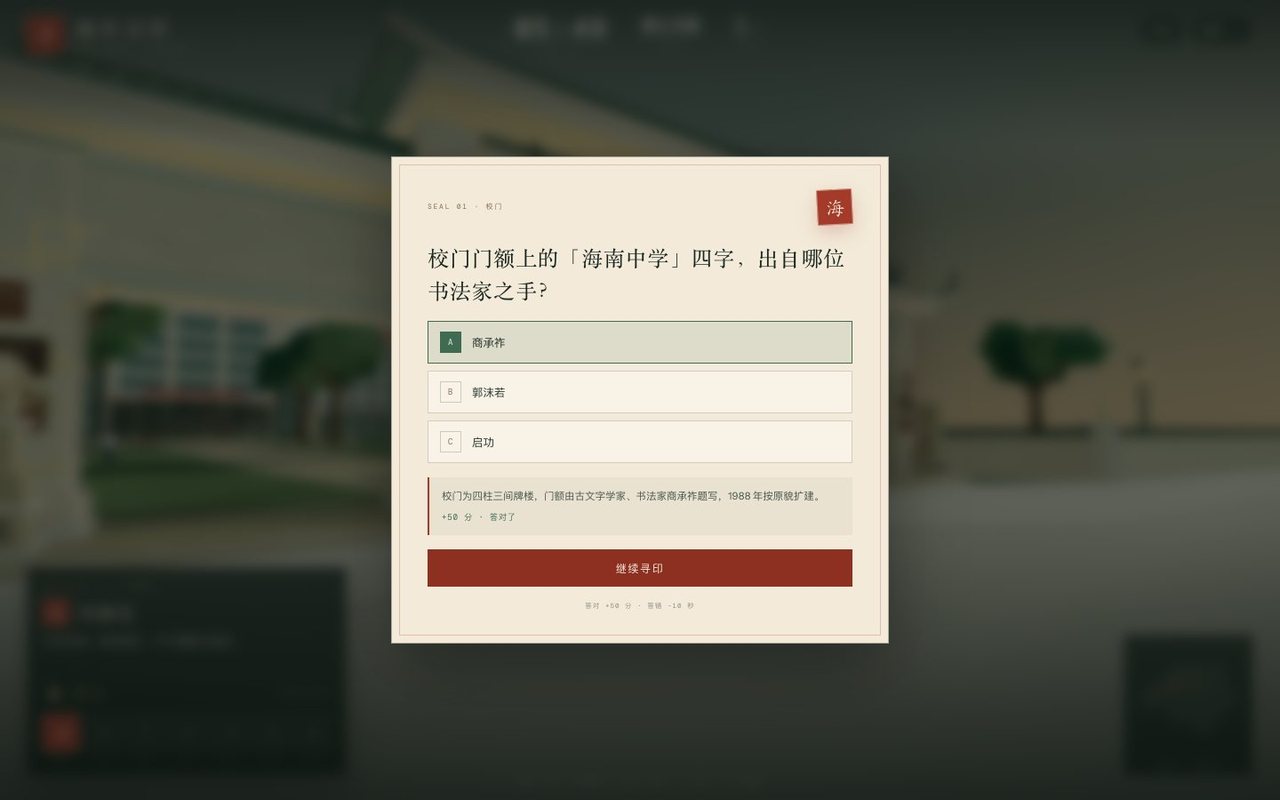 SEAL 01 · 校门
海
校门门额上的「海南中学」四字，出自哪位
书法家之手？
A 商承祚
B 郭沫若
C 启功
校门为四柱三间牌楼，门额由古文字学家、书法家商承祚题写，1988 年按原貌扩建。
+50 分 · 答对了
继续寻印
答对 +50 分 · 答错 -10 秒